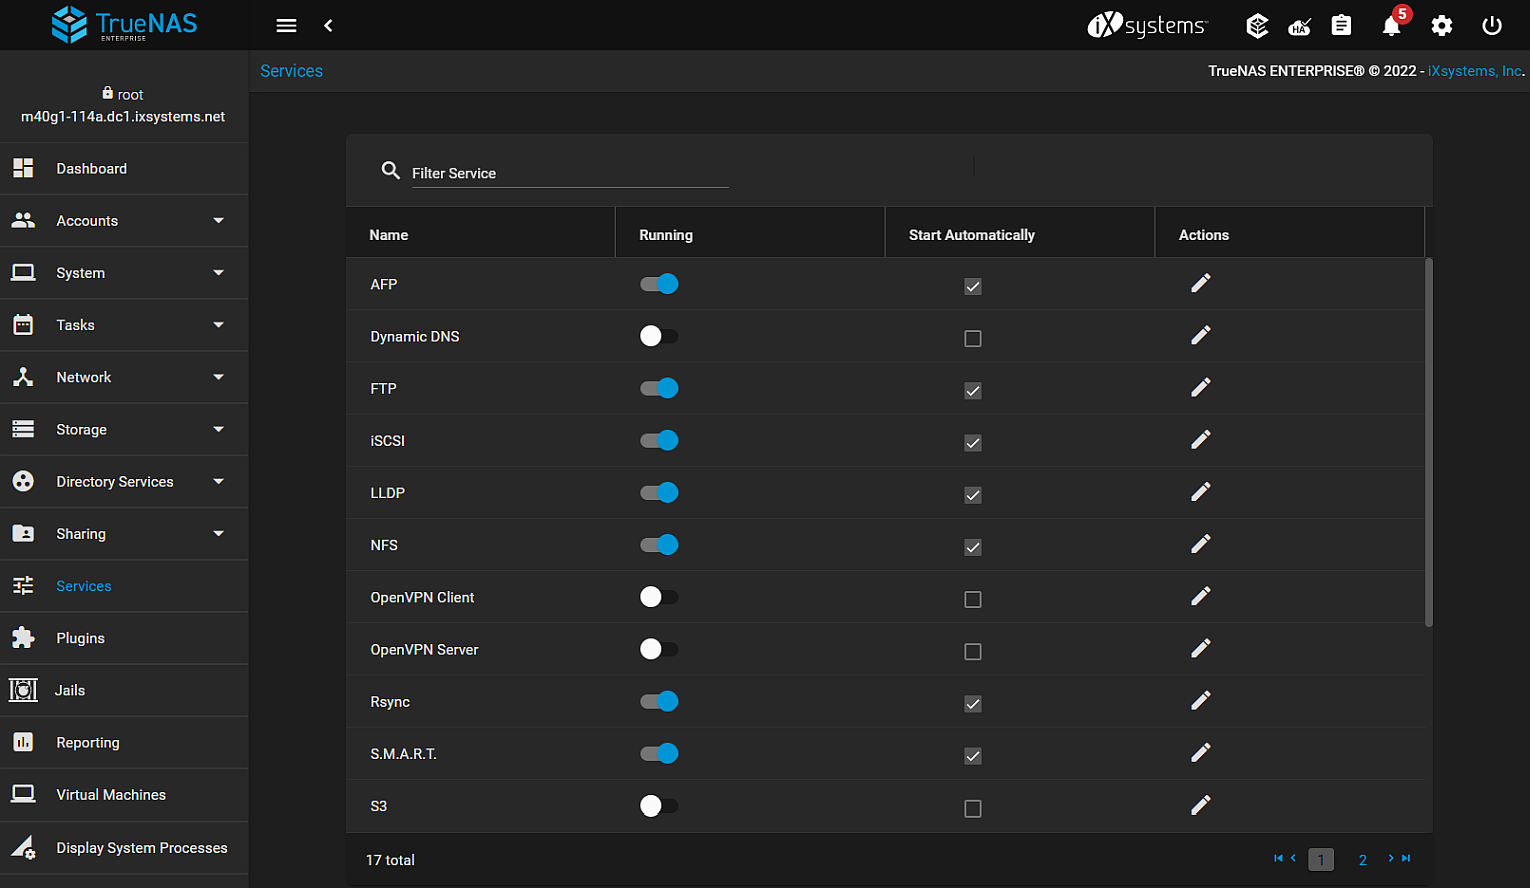 TrueNAS
ENTERPRISE
iXsystems™
HA
5
Services
TrueNAS ENTERPRISE® © 2022 - iXsystems, Inc.
root
m40g1-114a.dc1.ixsystems.net
Dashboard
Accounts
System
Tasks
Network
Storage
Directory Services
Sharing
Services
Plugins
Jails
Reporting
Virtual Machines
Display System Processes
Filter Service
Name Running Start Automatically Actions
AFP
Dynamic DNS
FTP
iSCSI
LLDP
NFS
OpenVPN Client
OpenVPN Server
Rsync
S.M.A.R.T.
S3
17 total
1 2